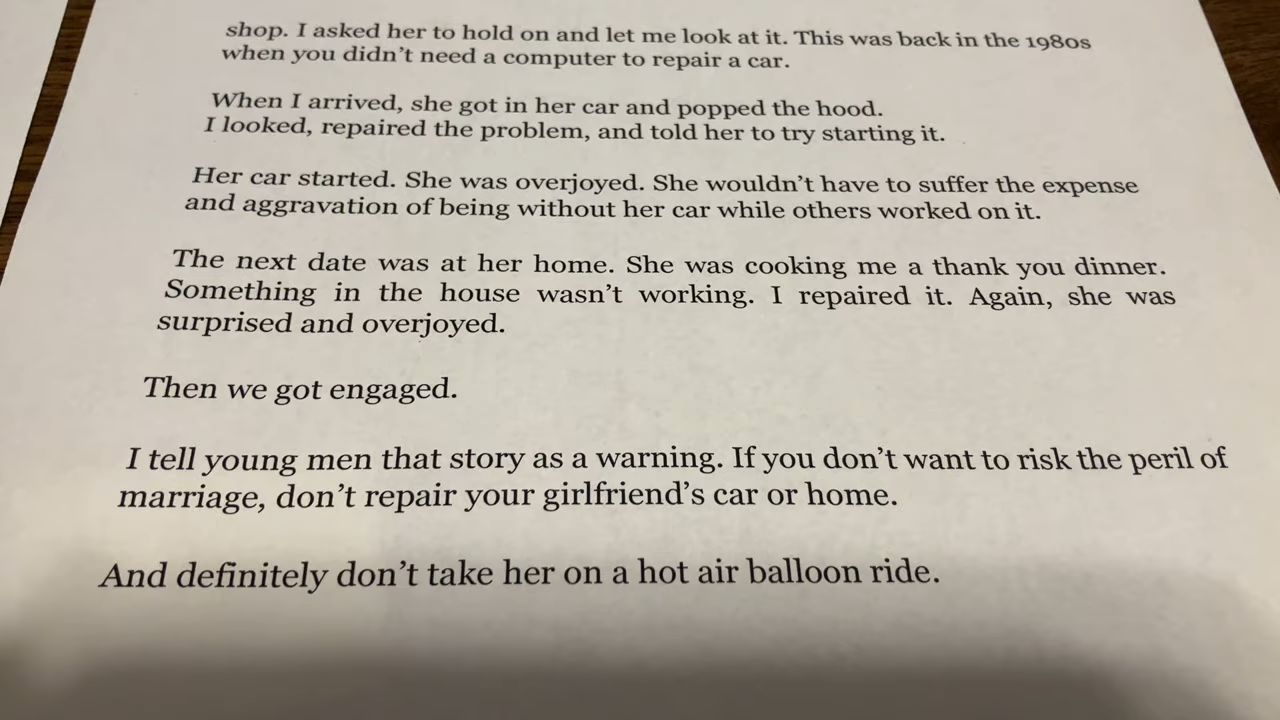 shop. I asked her to hold on and let me look at it. This was back in the 1980s
when you didn’t need a computer to repair a car.
When I arrived, she got in her car and popped the hood.
I looked, repaired the problem, and told her to try starting it.
Her car started. She was overjoyed. She wouldn’t have to suffer the expense
and aggravation of being without her car while others worked on it.
The next date was at her home. She was cooking me a thank you dinner.
Something in the house wasn’t working. I repaired it. Again, she was
surprised and overjoyed.
Then we got engaged.
I tell young men that story as a warning. If you don’t want to risk the peril of
marriage, don’t repair your girlfriend’s car or home.
And definitely don’t take her on a hot air balloon ride.